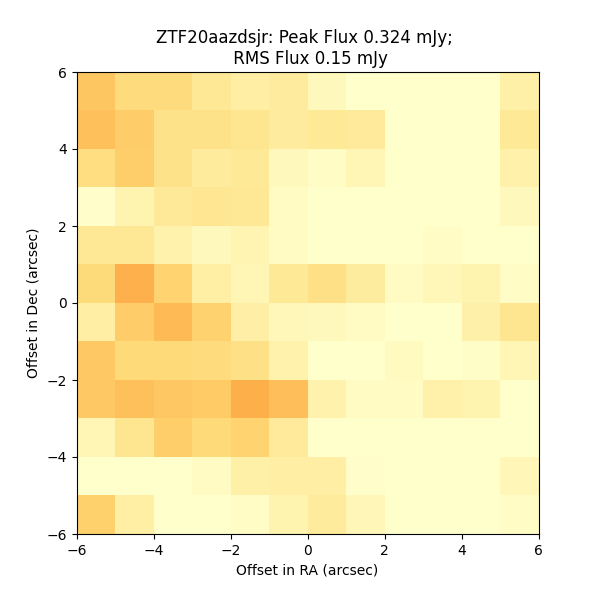 ZTF20aazdsjr: Peak Flux 0.324 mJy;
RMS Flux 0.15 mJy
6
4
2
0
−2
−4
−6
Offset in Dec (arcsec)
−6 −4 −2 0 2 4 6
Offset in RA (arcsec)